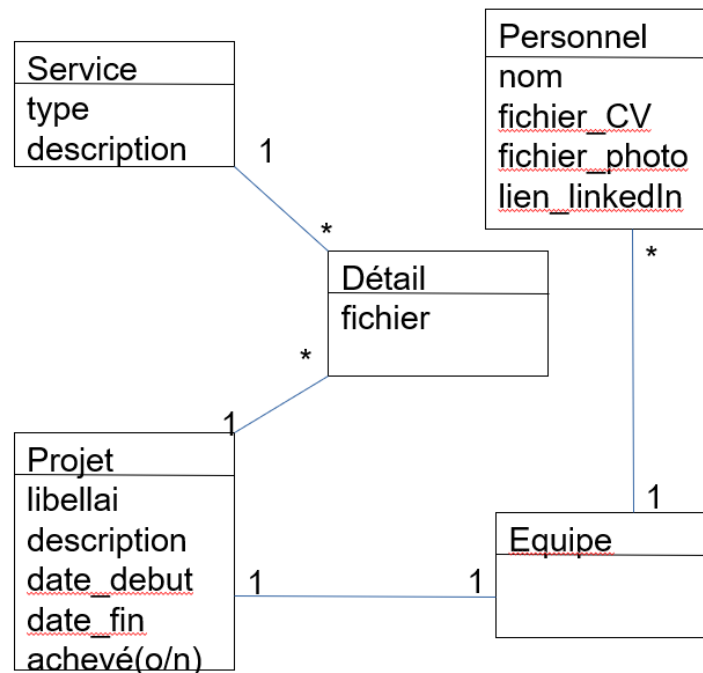 Service
type
description
1
*
Personnel
nom
fichier_CV
fichier_photo
lien_linkedIn
*
Détail
fichier
*
1
Projet
libellai
description
date_debut
date_fin
achevé(o/n)
1
1
1
Equipe